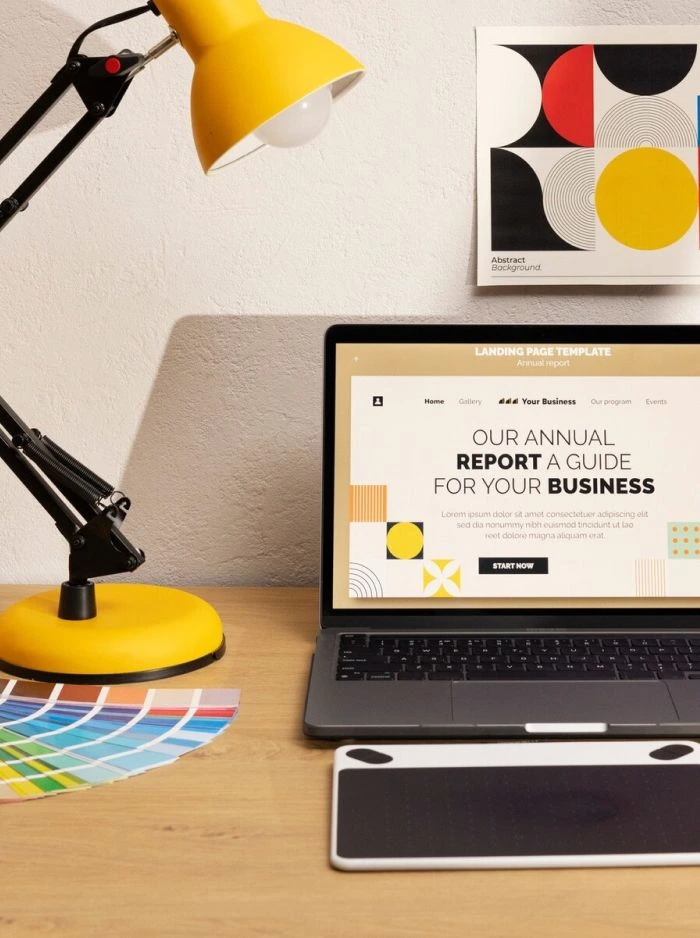 Abstract
Background.
LANDING PAGE TEMPLATE
Annual report
Home Gallery Your Business Our program Events
OUR ANNUAL
REPORT A GUIDE
FOR YOUR BUSINESS
Lorem ipsum dolor sit amet consectetuer adipiscing elit
sed dia nonummy nibh euismod tincidunt ut lao
reet dolore magna aliquam erat.
START NOW